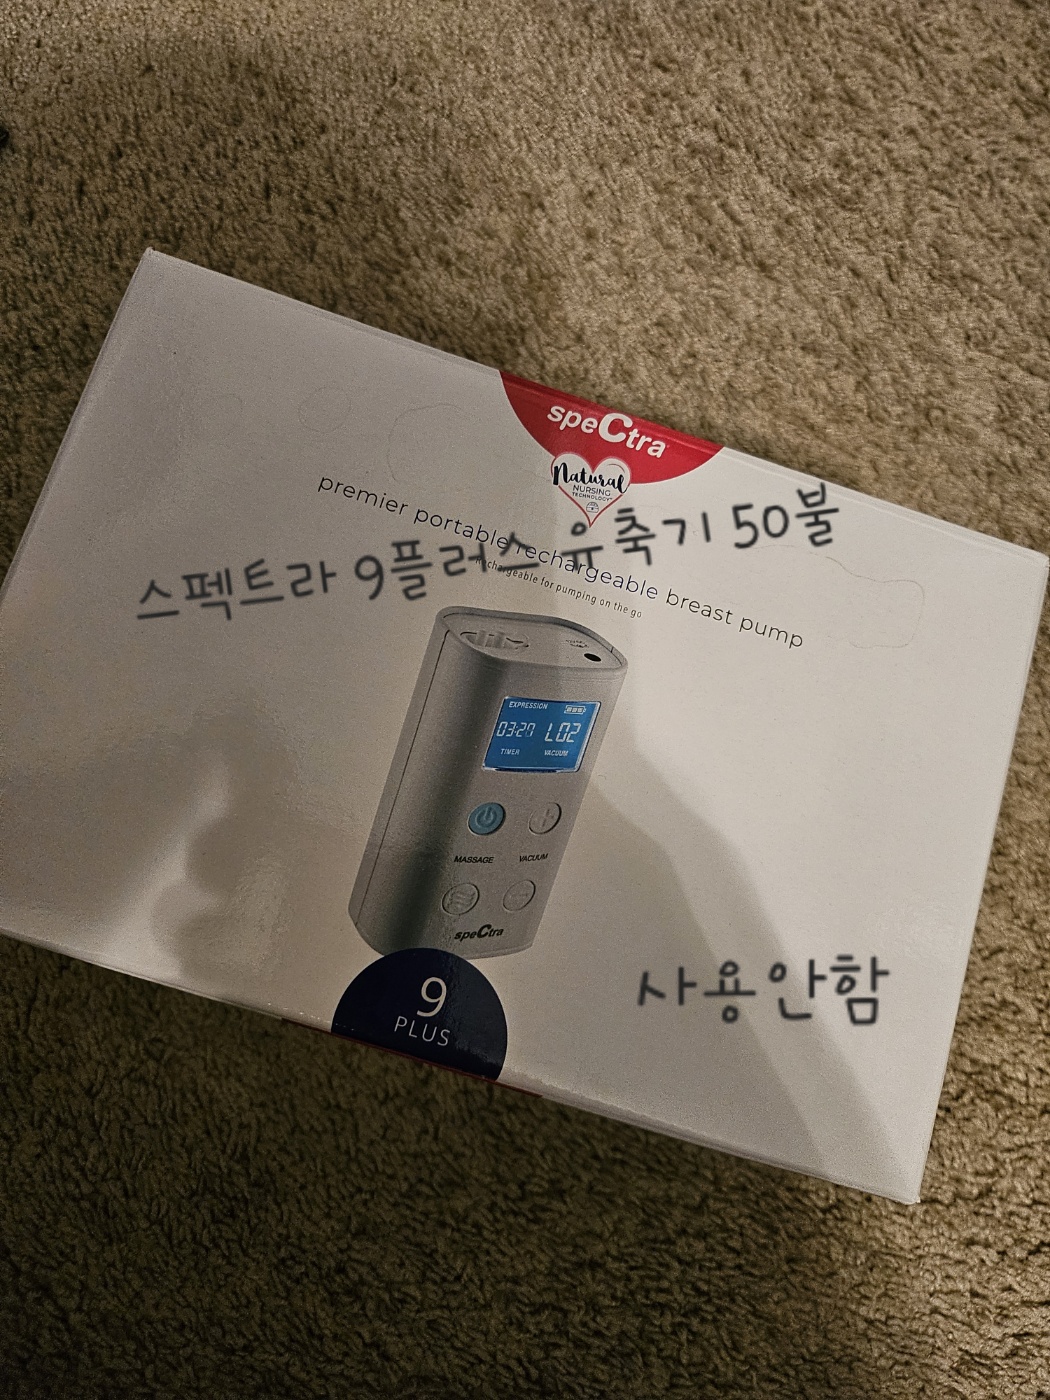 speCtra
Natural
NURSING
TECHNOLOGY
premier portable rechargeable breast pump
rechargeable for pumping on the go
스펙트라 9플러스 유축기 50불
EXPRESSION
03:27 L02
TIMER VACUUM
MASSAGE VACUUM
speCtra
9
PLUS
사용안함